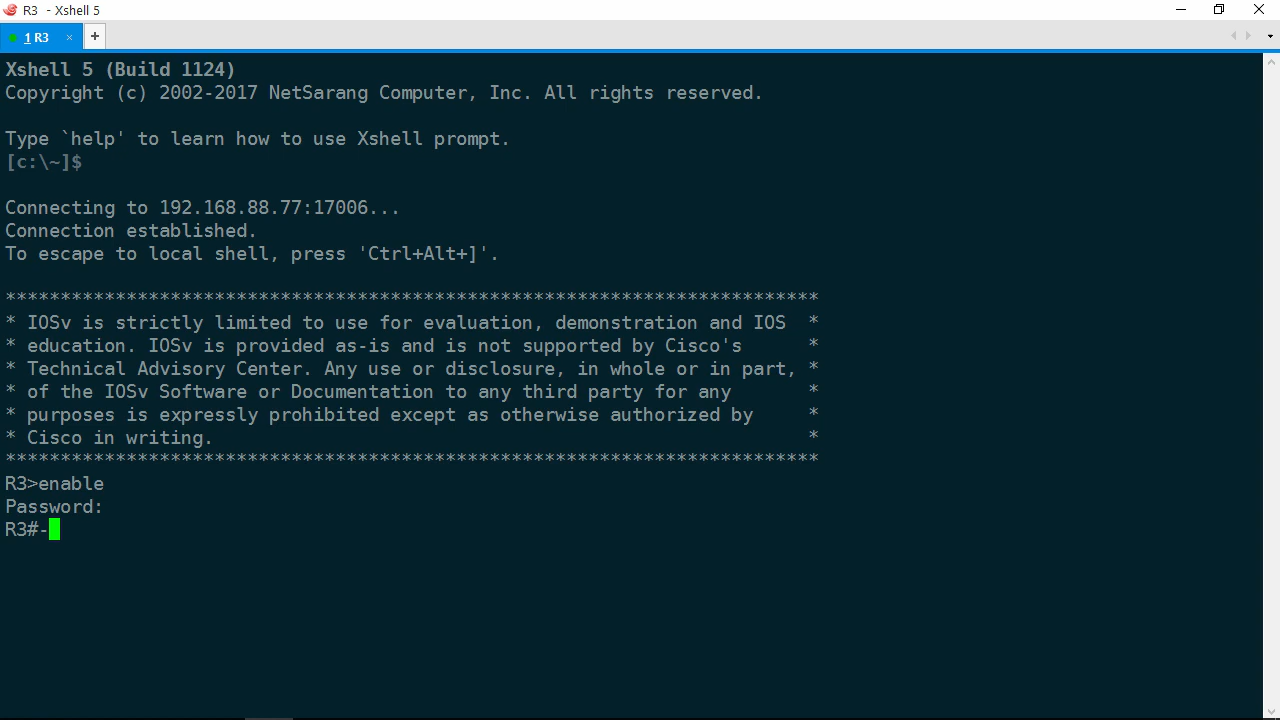 R3 - Xshell 5
1 R3 × +
Xshell 5 (Build 1124)
Copyright (c) 2002-2017 NetSarang Computer, Inc. All rights reserved.
Type `help' to learn how to use Xshell prompt.
[c:\~]$
Connecting to 192.168.88.77:17006...
Connection established.
To escape to local shell, press 'Ctrl+Alt+]'.
**************************************************************************
* IOSv is strictly limited to use for evaluation, demonstration and IOS  *
* education. IOSv is provided as-is and is not supported by Cisco's      *
* Technical Advisory Center. Any use or disclosure, in whole or in part, *
* of the IOSv Software or Documentation to any third party for any       *
* purposes is expressly prohibited except as otherwise authorized by     *
* Cisco in writing.                                                      *
**************************************************************************
R3>enable
Password:
R3#-